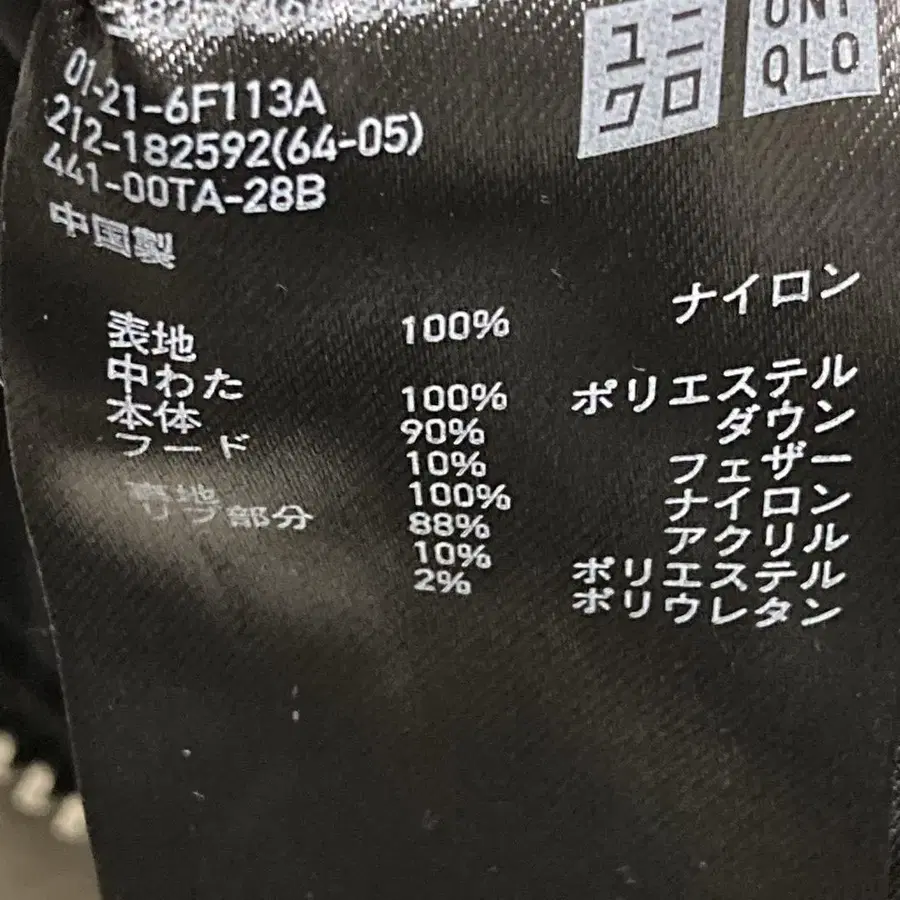 ユニクロ
UNI
QLO
01-21-6F113A
212-182592(64-05)
441-00TA-28B
中国製
表地 100% ナイロン
中わた
本体 100% ポリエステル
フード 90% ダウン
10% フェザー
100% ナイロン
リブ部分 88% アクリル
10% ポリエステル
2% ポリウレタン